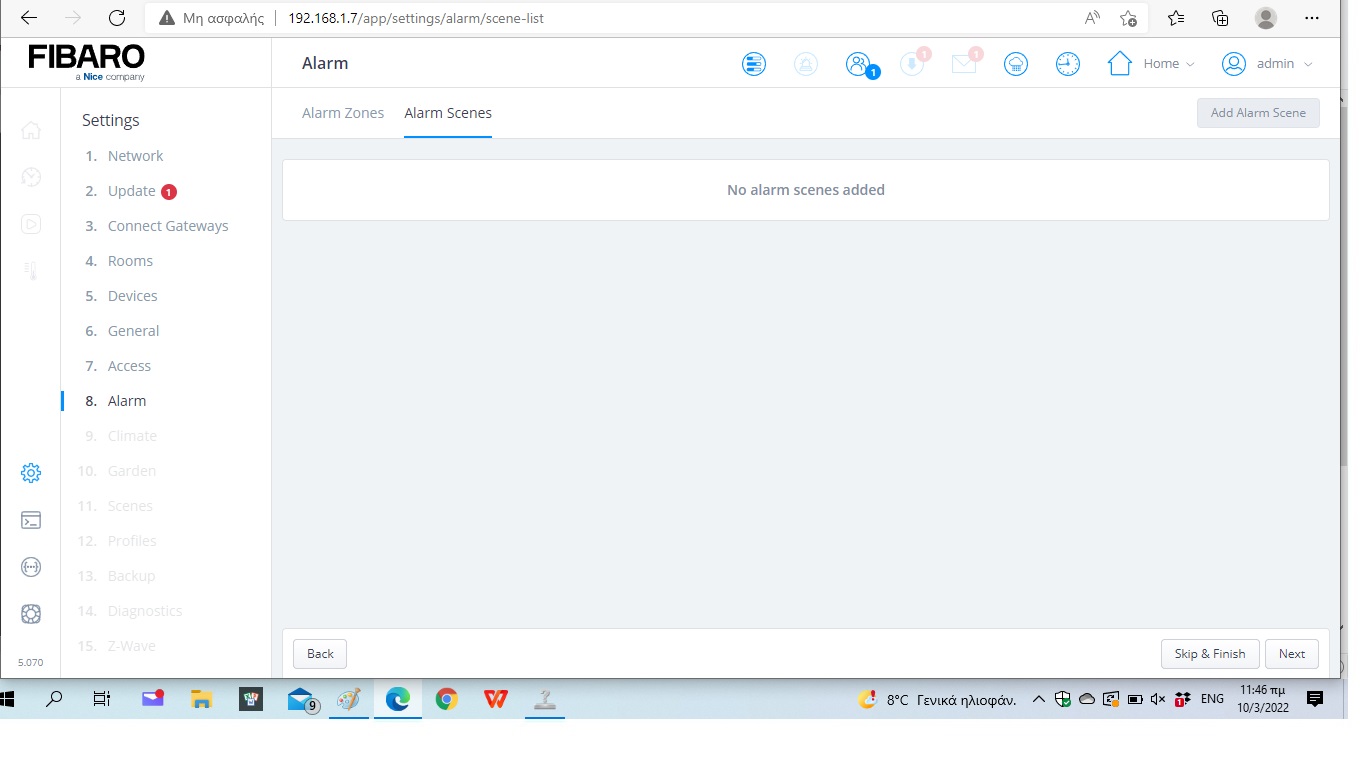 Μη ασφαλής
192.168.1.7/app/settings/alarm/scene-list
FIBARO
a Nice company
Alarm
1
1
1
Home
admin
Settings
1. Network
2. Update 1
3. Connect Gateways
4. Rooms
5. Devices
6. General
7. Access
8. Alarm
9. Climate
10. Garden
11. Scenes
12. Profiles
13. Backup
14. Diagnostics
15. Z-Wave
5.070
Alarm Zones
Alarm Scenes
Add Alarm Scene
No alarm scenes added
Back
Skip & Finish
Next
9
8°C Γενικά ηλιοφάν.
1
ENG
11:46 πμ
10/3/2022